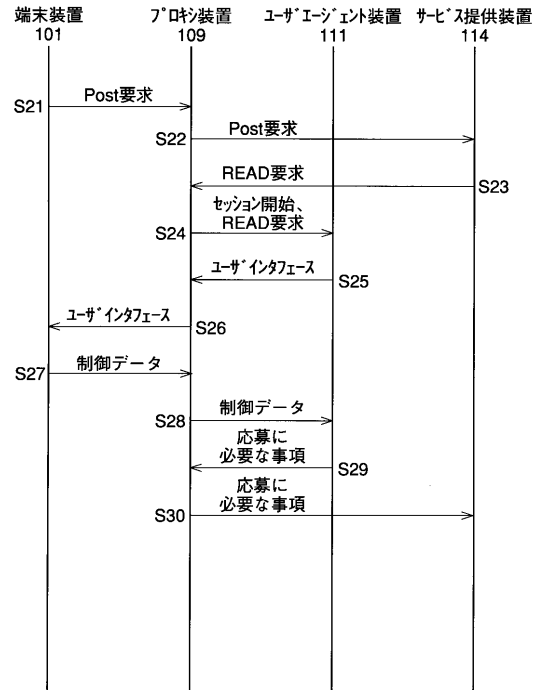 端末装置 プロキシ装置 ユーザエージェント装置 サービス提供装置
101 109 111 114
S21 Post要求
S22 Post要求
READ要求 S23
セッション開始、
S24 READ要求
ユーザインタフェース S25
ユーザインタフェース S26
S27 制御データ
S28 制御データ
応募に
必要な事項 S29
応募に
S30 必要な事項